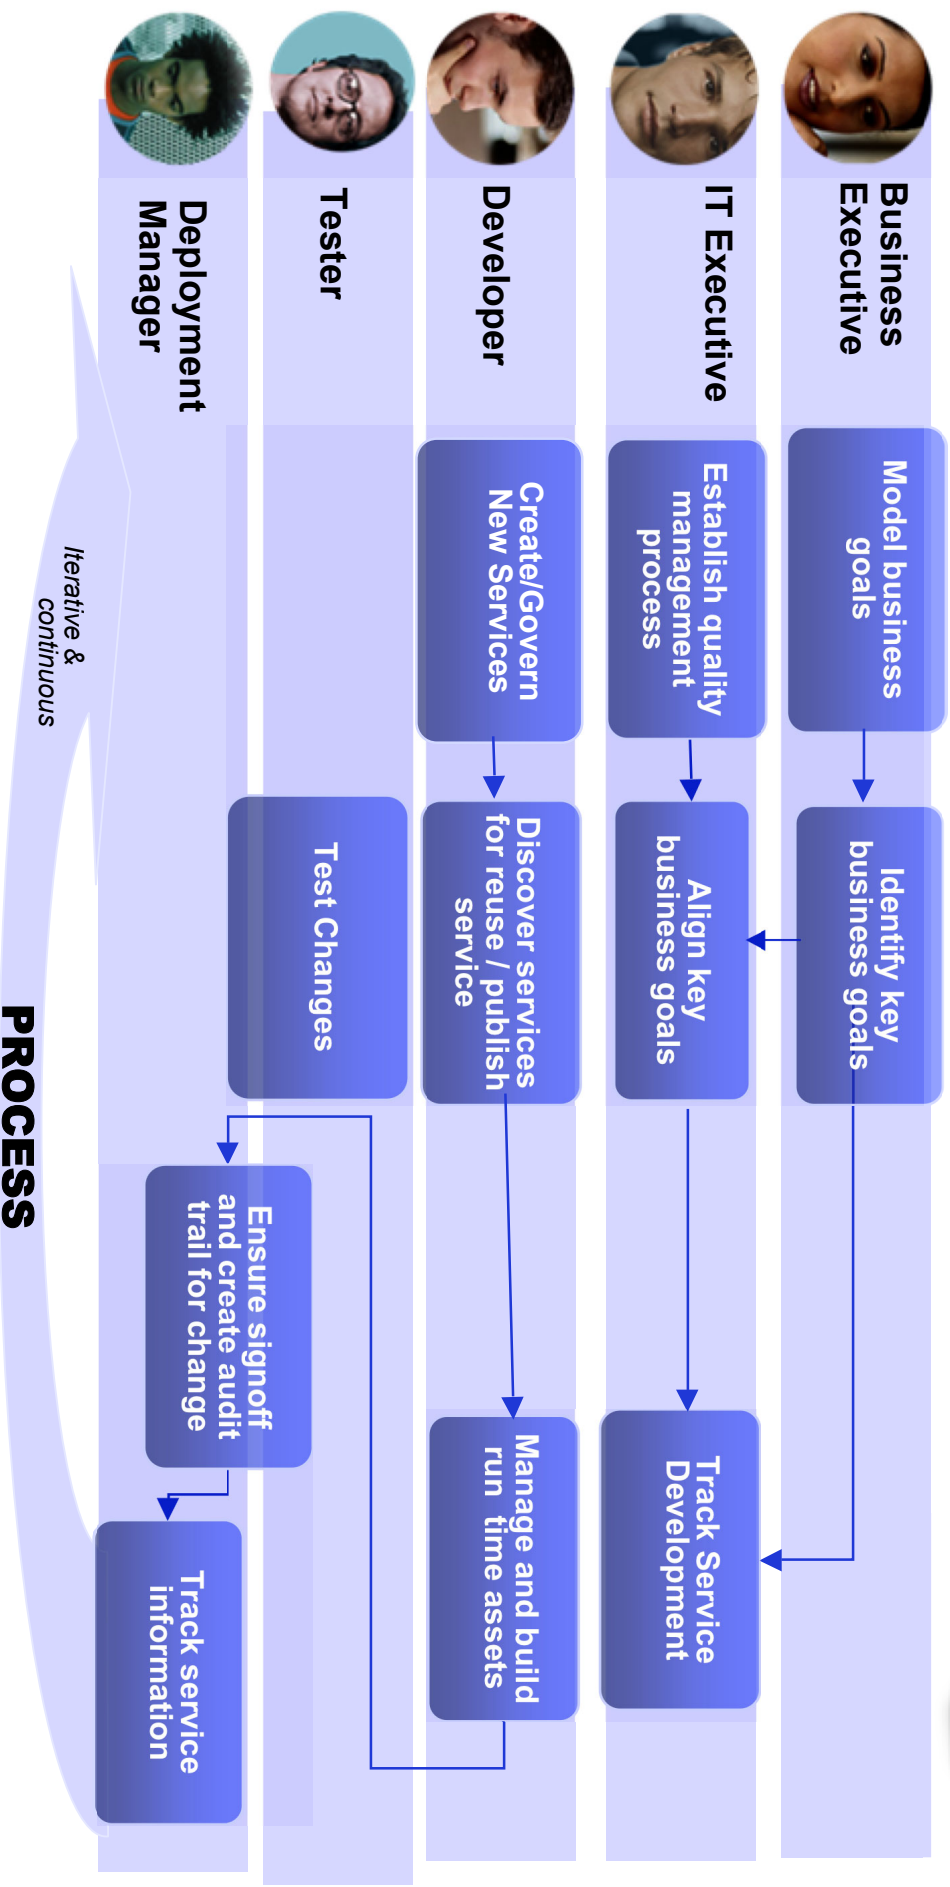 Business
Executive
Model business
goals
Identify key
business goals
IT Executive
Establish quality
management
process
Align key
business goals
Track Service
Development
Developer
Create/Govern
New Services
Discover services
for reuse / publish
service
Manage and build
run  time assets
Tester
Test Changes
Deployment
Manager
Ensure signoff
and create audit
trail for change
Track service
information
Iterative &
continuous
PROCESS